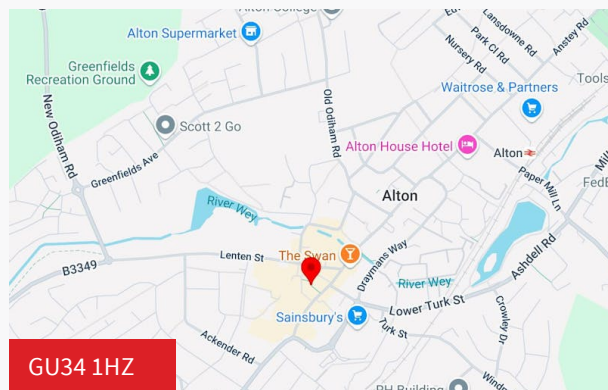 Alton College
Alton Supermarket
Greenfields
Recreation Ground
New Odiham Rd
Scott 2 Go
Greenfields Ave
Old Odiham Rd
Nursery Rd
Park Cl Rd
Lansdowne Rd
Anstey Rd
Tools
Waitrose & Partners
Alton House Hotel
Alton
Paper Mill Ln
Mill
FedE
Alton
River Wey
B3349
Lenten St
The Swan
Draymans Way
River Wey
Ashdell Rd
Lower Turk St
Sainsbury's
Turk St
Crowley Dr
Ackender Rd
GU34 1HZ